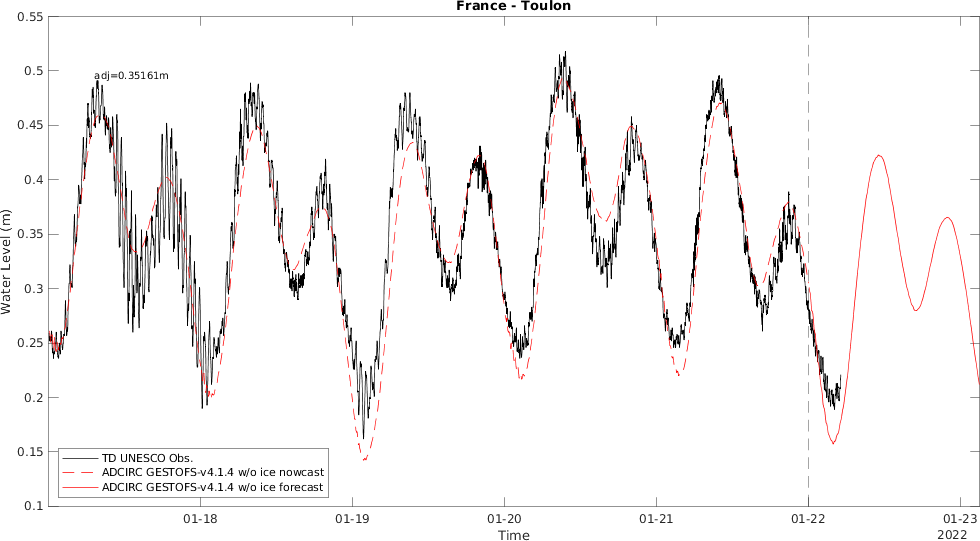 France - Toulon
adj=0.35161m
Water Level (m)
0.55
0.5
0.45
0.4
0.35
0.3
0.25
0.2
0.15
0.1
TD UNESCO Obs.
ADCIRC GESTOFS-v4.1.4 w/o ice nowcast
ADCIRC GESTOFS-v4.1.4 w/o ice forecast
01-18
01-19
01-20
01-21
01-22
01-23
Time
2022